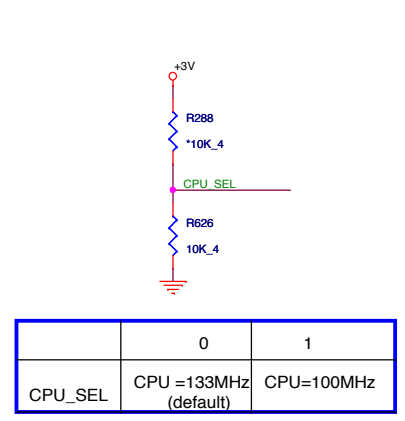 +3V
R288
*10K_4
CPU_SEL
R626
10K_4
0 1
CPU_SEL CPU =133MHz CPU=100MHz
(default)